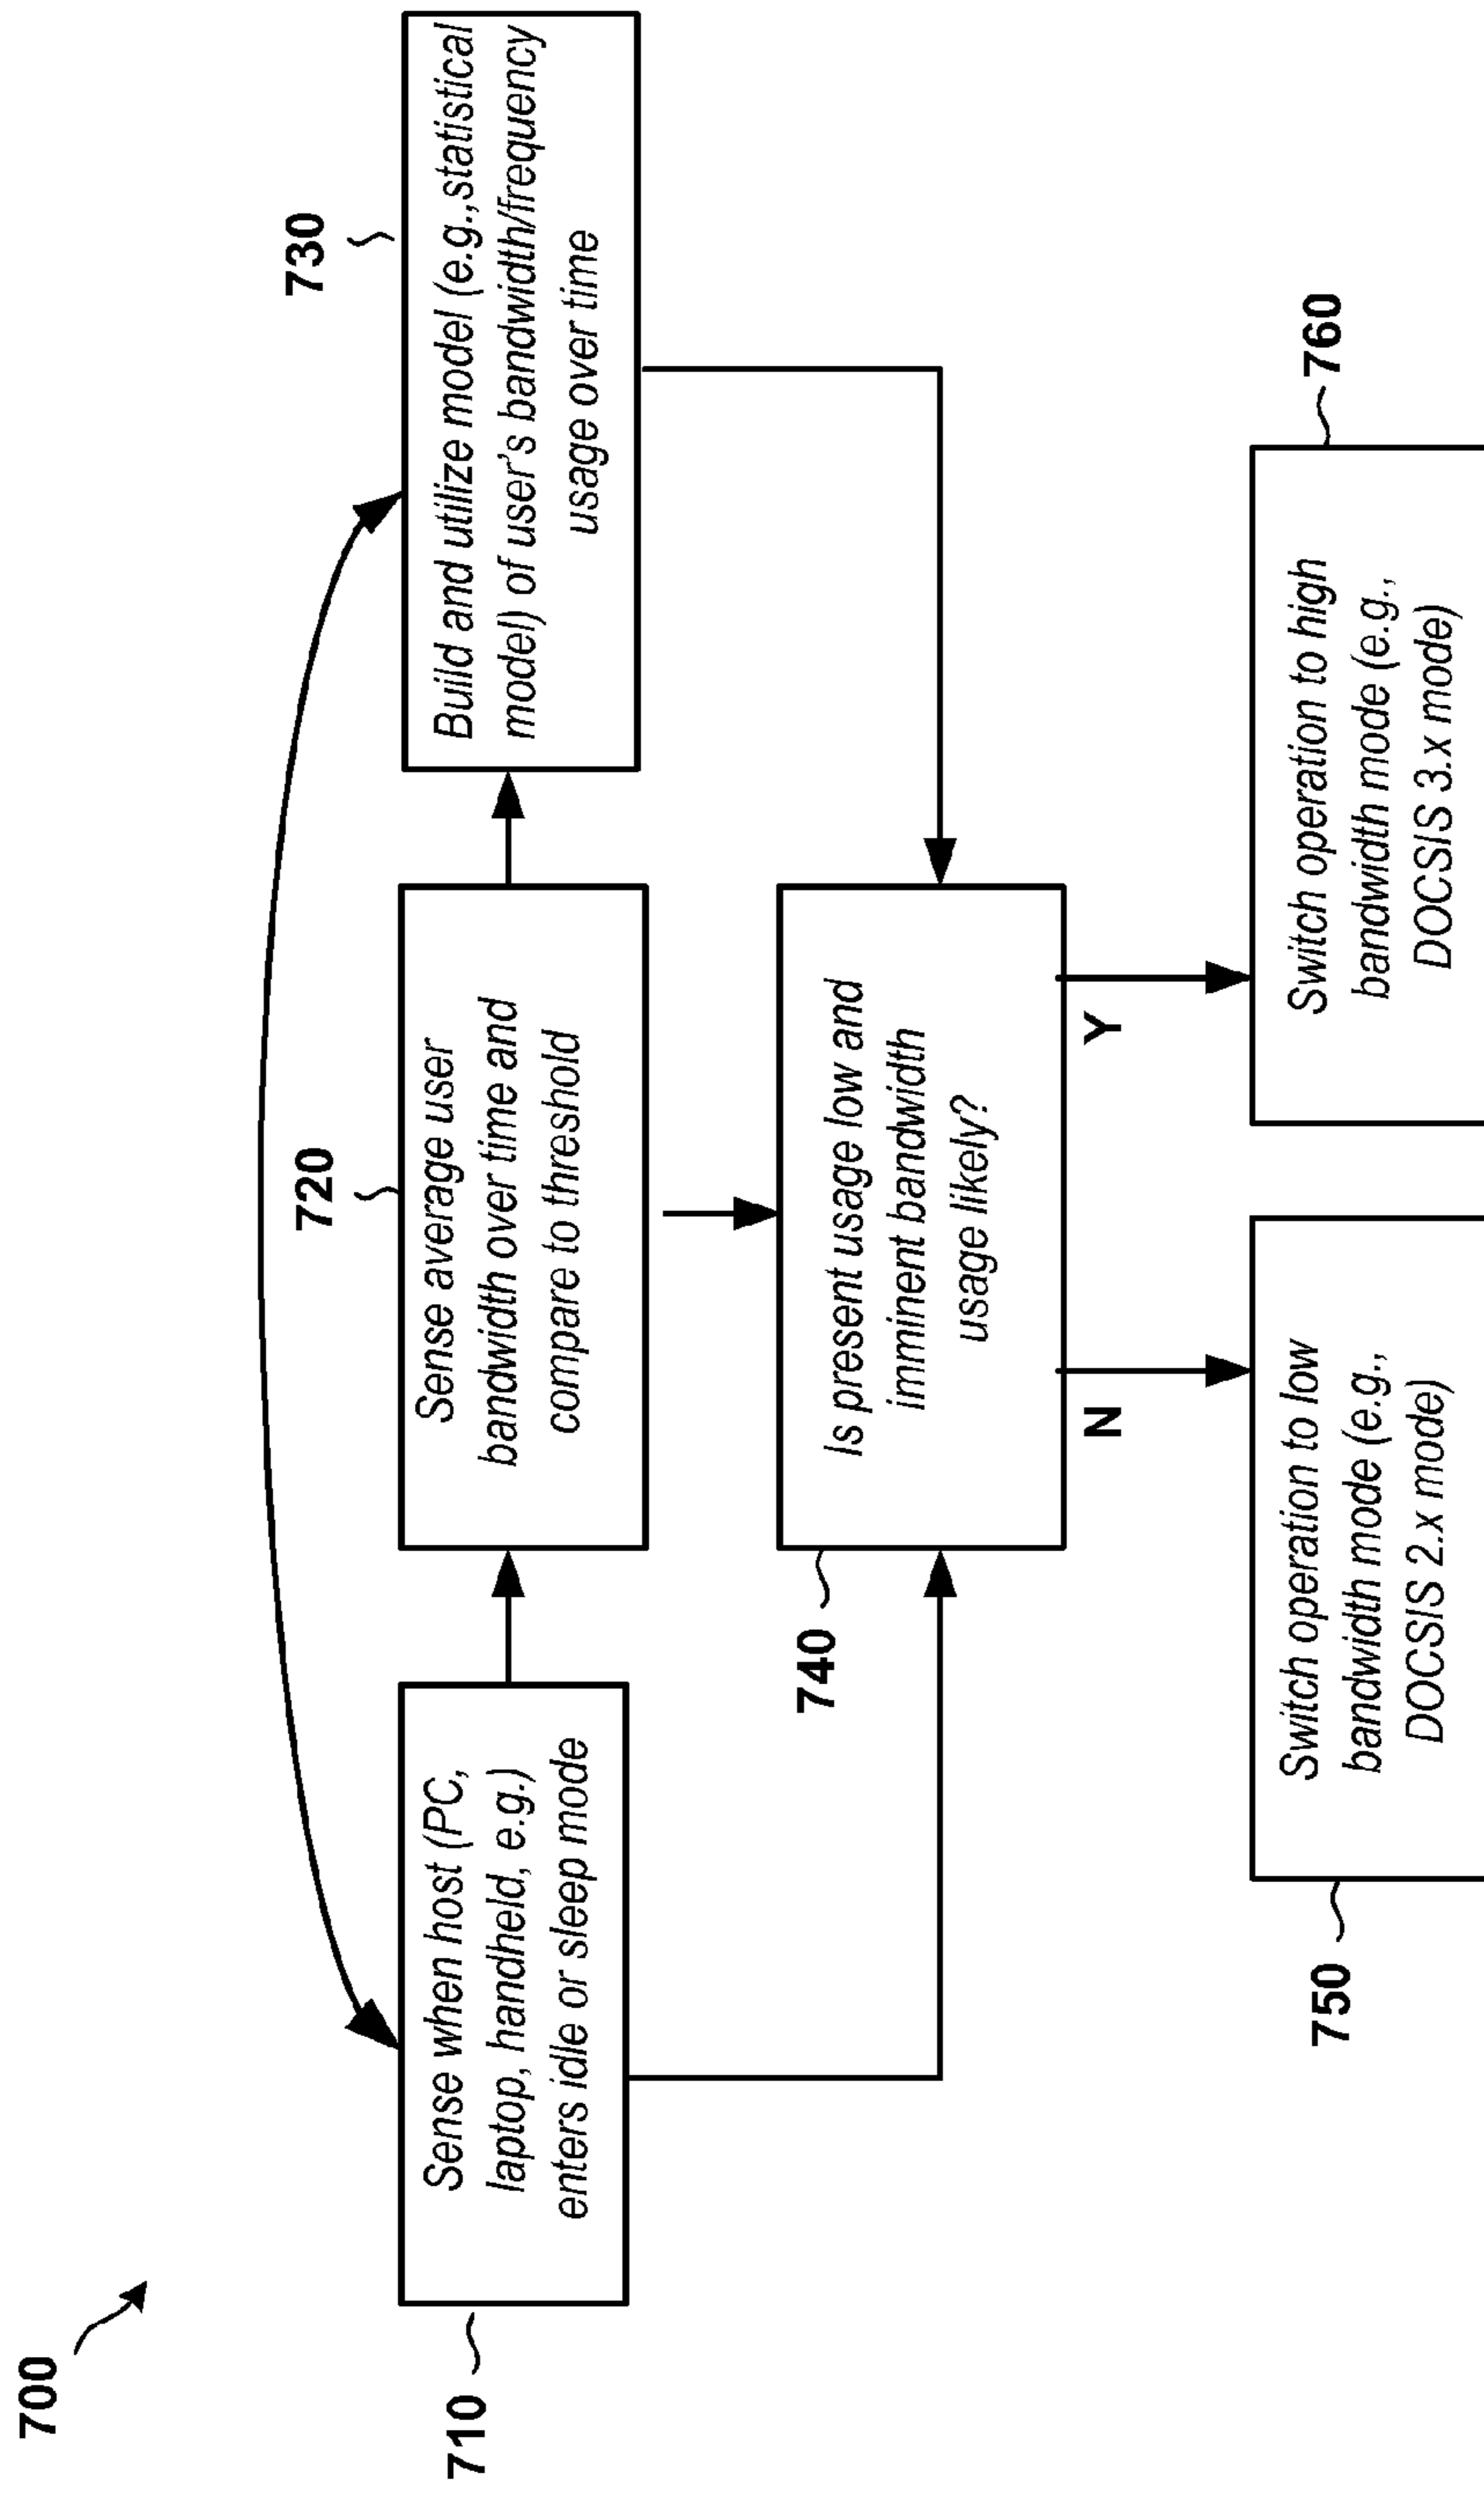 700
710
Sense when host (PC,
laptop, handheld, e.g.)
enters idle or sleep mode
720
Sense average user
bandwidth over time and
compare to threshold
730
Build and utilize model (e.g.,statistical
model) of user's bandwidth/frequency
usage over time
740
Is present usage low and
imminent bandwidth
usage likely?
N
Y
750
Switch operation to low
bandwidth mode (e.g.,
DOCSIS 2.x mode)
760
Switch operation to high
bandwidth mode (e.g.,
DOCSIS 3.x mode)